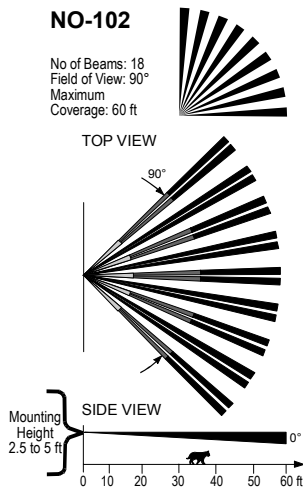 NO-102
No of Beams: 18
Field of View: 90°
Maximum
Coverage: 60 ft
TOP VIEW
90°
SIDE VIEW
Mounting
Height
2.5 to 5 ft
0°
0 10 20 30 40 50 60 ft